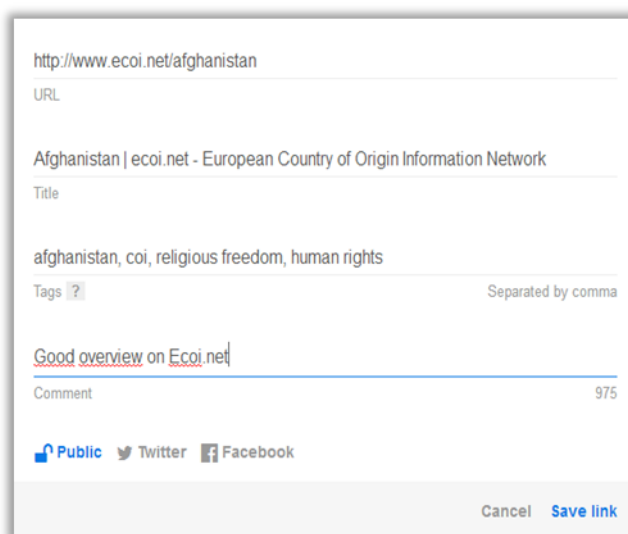 http://www.ecoi.net/afghanistan
URL
Afghanistan | ecoi.net - European Country of Origin Information Network
Title
afghanistan, coi, religious freedom, human rights
Tags ? Separated by comma
Good overview on Ecoi.net
Comment 975
Public Twitter Facebook
Cancel Save link